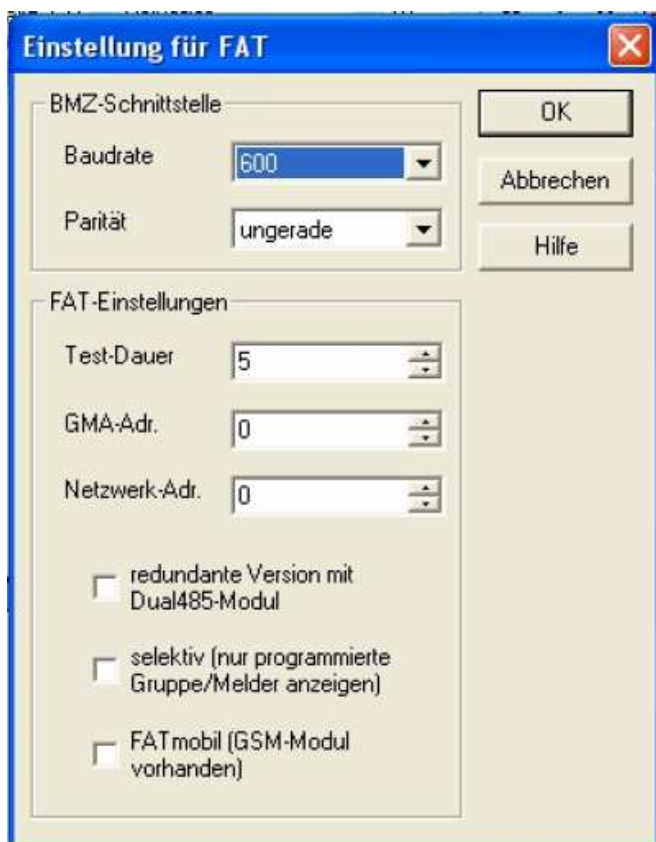 Einstellung für FAT
BMZ-Schnittstelle
Baudrate
600
Parität
ungerade
OK
Abbrechen
Hilfe
FAT-Einstellungen
Test-Dauer
5
GMA-Adr.
0
Netzwerk-Adr.
0
redundante Version mit
Dual485-Modul
selektiv (nur programmierte
Gruppe/Melder anzeigen)
FATmobil (GSM-Modul
vorhanden)